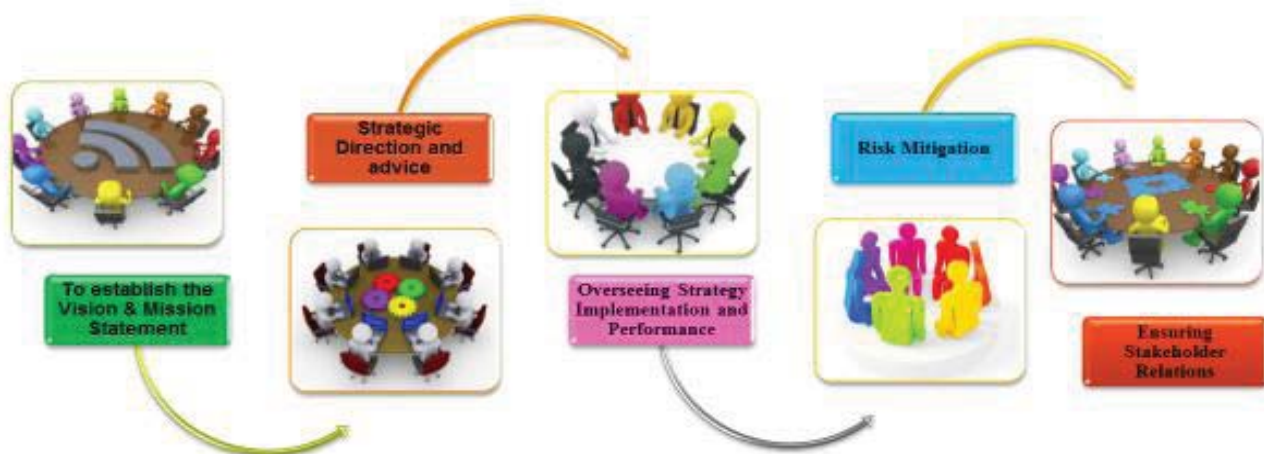 To establish the
Vision & Mission
Statement
Strategic
Direction and
advice
Overseeing Strategy
Implementation and
Performance
Risk Mitigation
Ensuring
Stakeholder
Relations